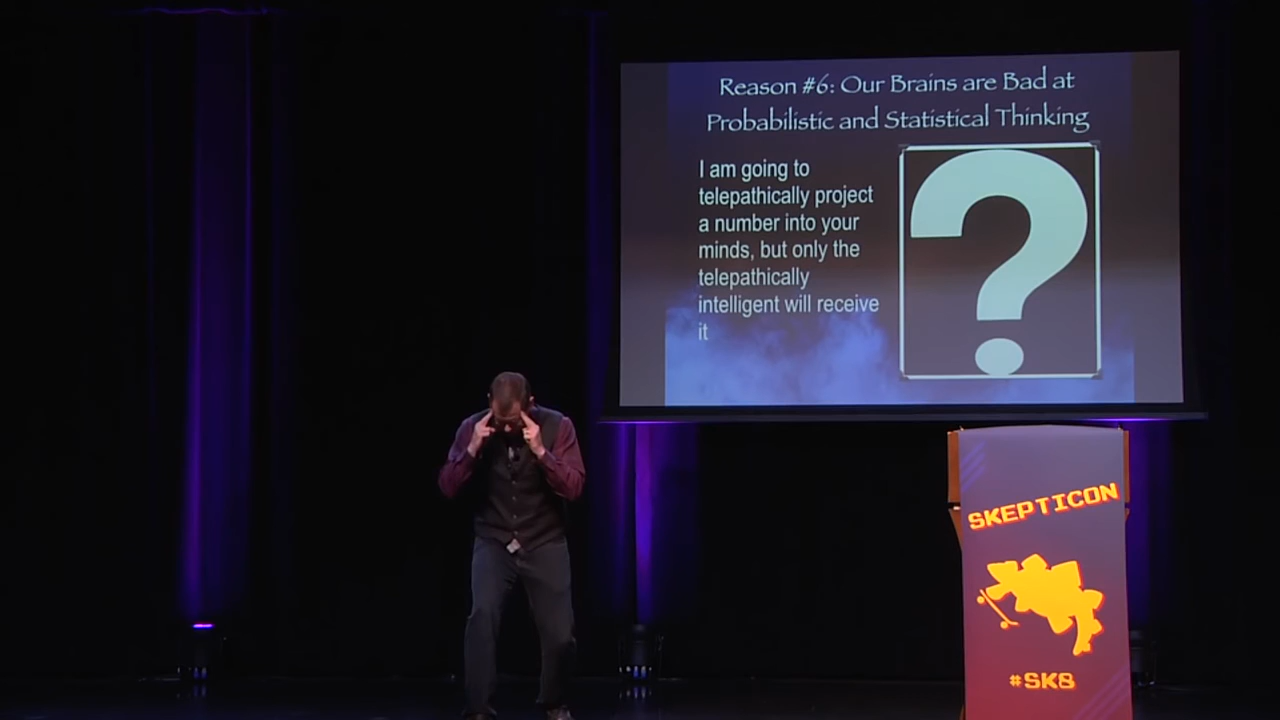 Reason #6: Our Brains are Bad at
Probabilistic and Statistical Thinking
I am going to
telepathically project
a number into your
minds, but only the
telepathically
intelligent will receive
it
?
SKEPTICON
#SK8